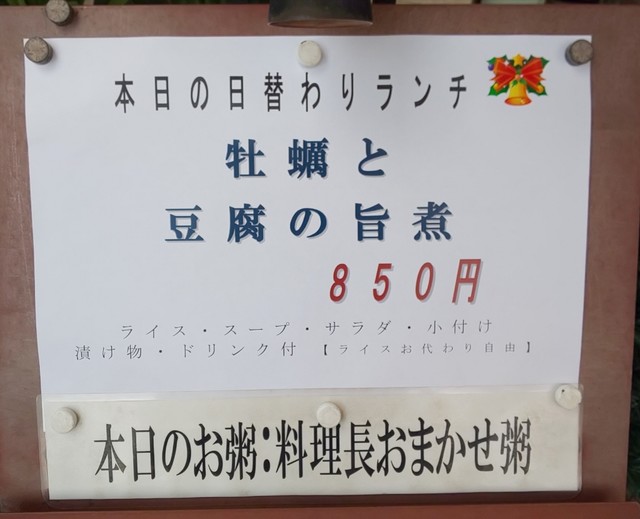 本日の日替わりランチ
牡蠣と
豆腐の旨煮
850円
ライス・スープ・サラダ・小付け
漬け物・ドリンク付【ライスお代わり自由】
本日のお粥:料理長おまかせ粥